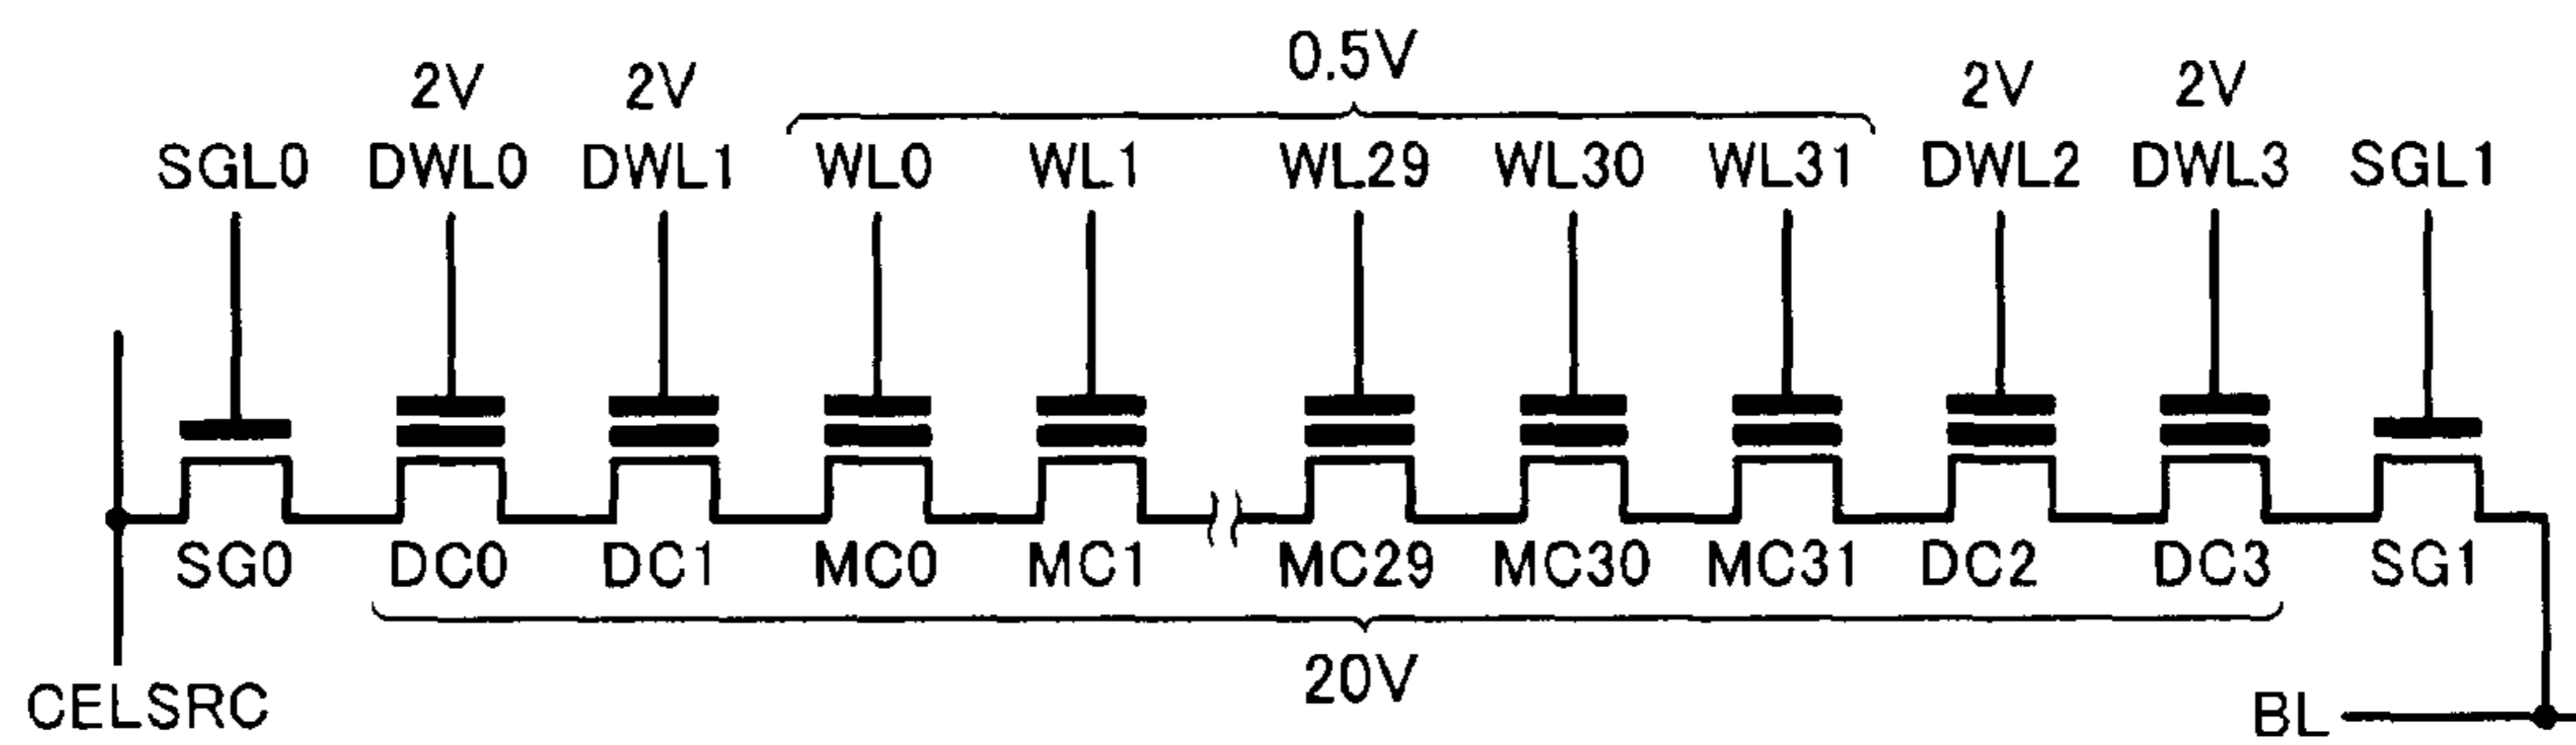 0.5V
2V 2V 2V 2V
SGL0 DWL0 DWL1 WL0 WL1 WL29 WL30 WL31 DWL2 DWL3 SGL1
SG0 DC0 DC1 MC0 MC1 MC29 MC30 MC31 DC2 DC3 SG1
20V
CELSRC BL